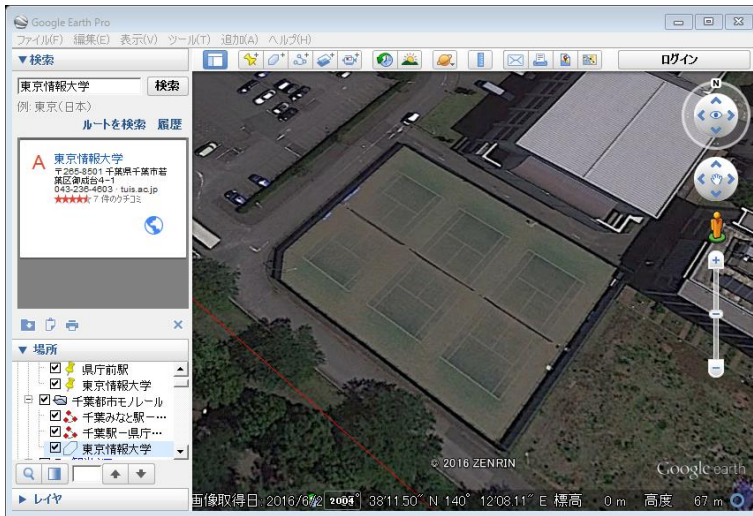 Google Earth Pro
ファイル(F) 編集(E) 表示(V) ツール(T) 追加(A) ヘルプ(H)
▼検索
ログイン
東京情報大学
検索
例: 東京(日本)
ルートを検索 履歴
A 東京情報大学
〒265-8501 千葉県千葉市若
葉区御成台4-1
043-236-4603 · tuis.ac.jp
7 件のクチコミ
▼ 場所
県庁前駅
東京情報大学
千葉都市モノレール
千葉みなと駅ー…
千葉駅ー県庁…
東京情報大学
▶ レイヤ
N
© 2016 ZENRIN
Google earth
画像取得日: 2016/6/2 2004 38'11.50" N 140° 12'08.11" E 標高 0 m 高度 67 m